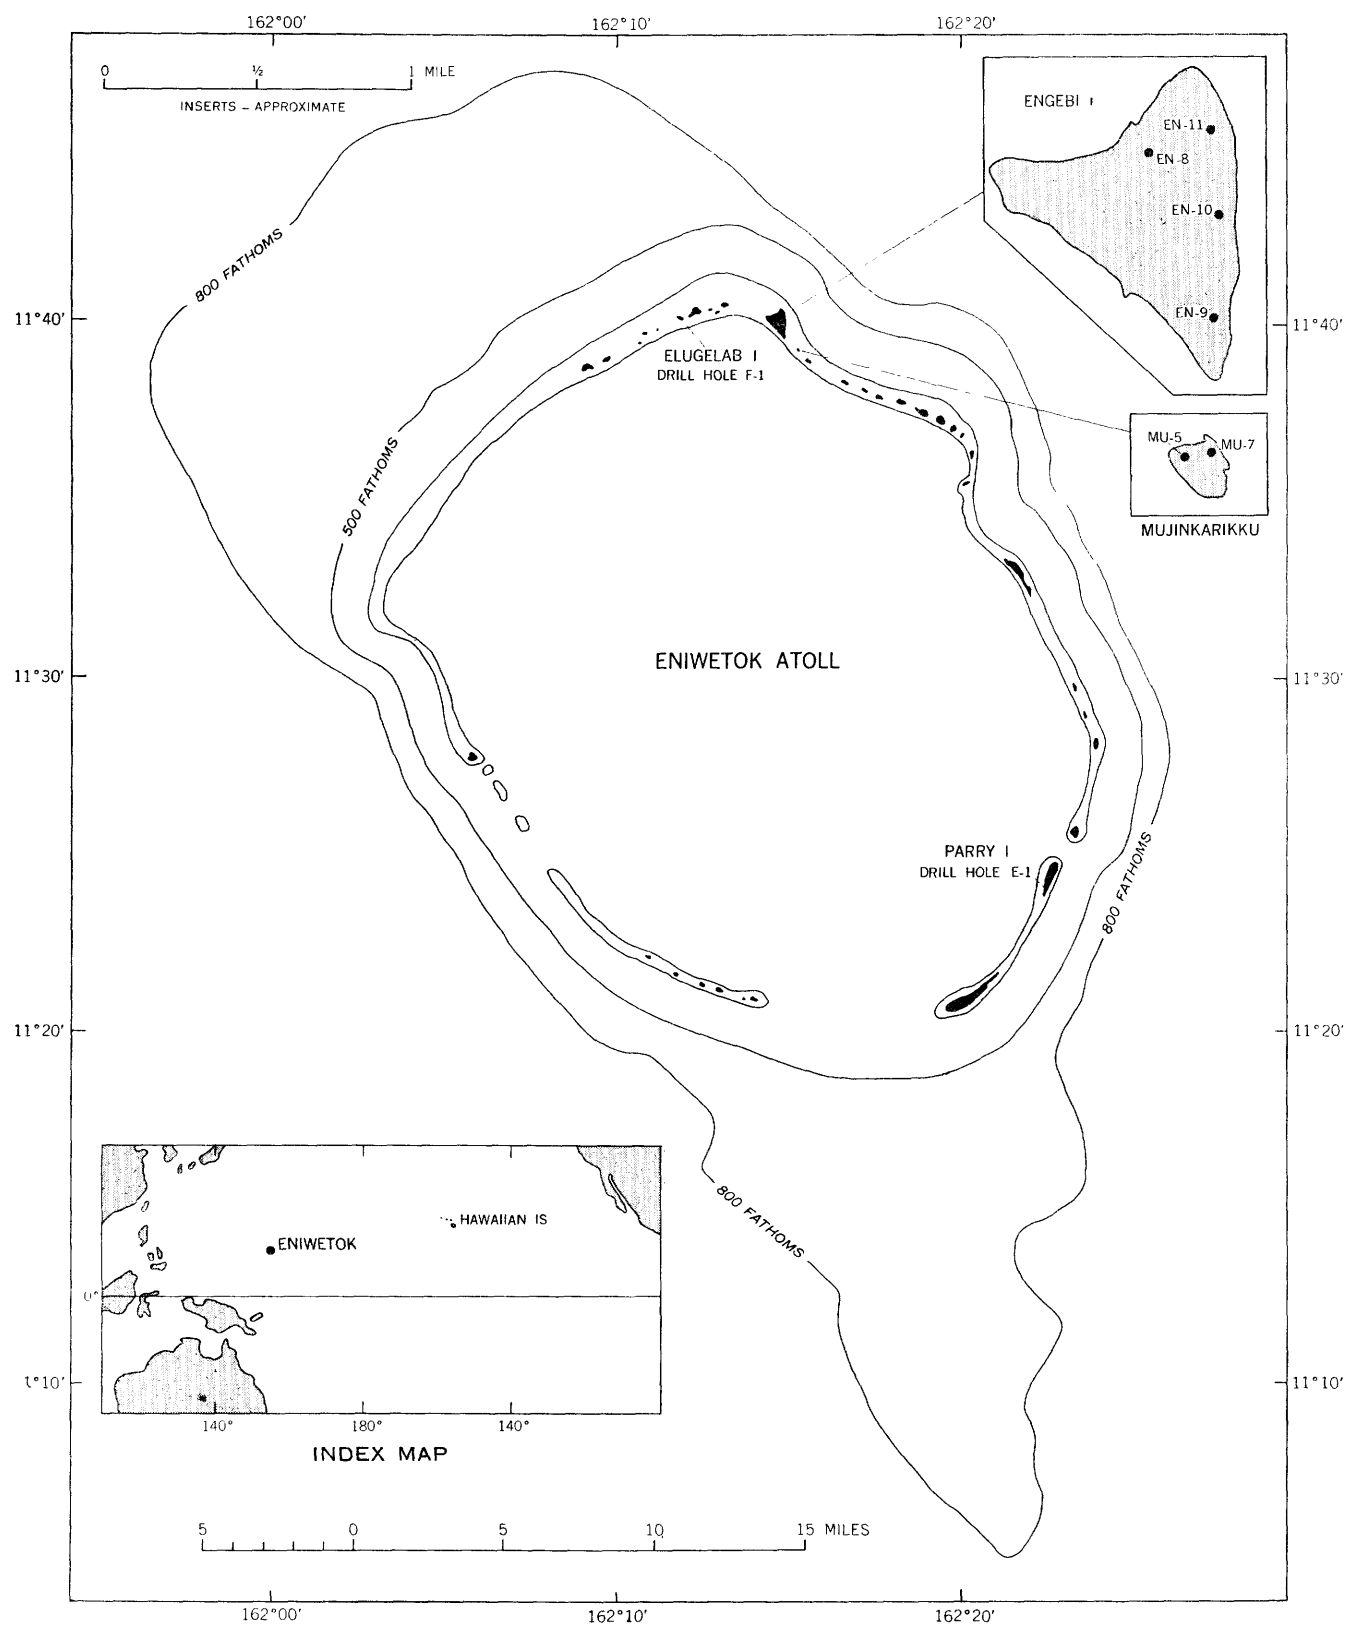 162°00′ 162°10′ 162°20′
0 ½ 1 MILE
INSERTS – APPROXIMATE
ENGEBI I
EN-11
EN-8
EN-10
EN-9
800 FATHOMS
11°40′ 11°40′
ELUGELAB I
DRILL HOLE F-1
MU-5 MU-7
MUJINKARIKKU
500 FATHOMS
ENIWETOK ATOLL
11°30′ 11°30′
PARRY I
DRILL HOLE E-1
800 FATHOMS
11°20′ 11°20′
800 FATHOMS
HAWAIIAN IS
ENIWETOK
0°
°10′ 11°10′
140° 180° 140°
INDEX MAP
5 0 5 10 15 MILES
162°00′ 162°10′ 162°20′